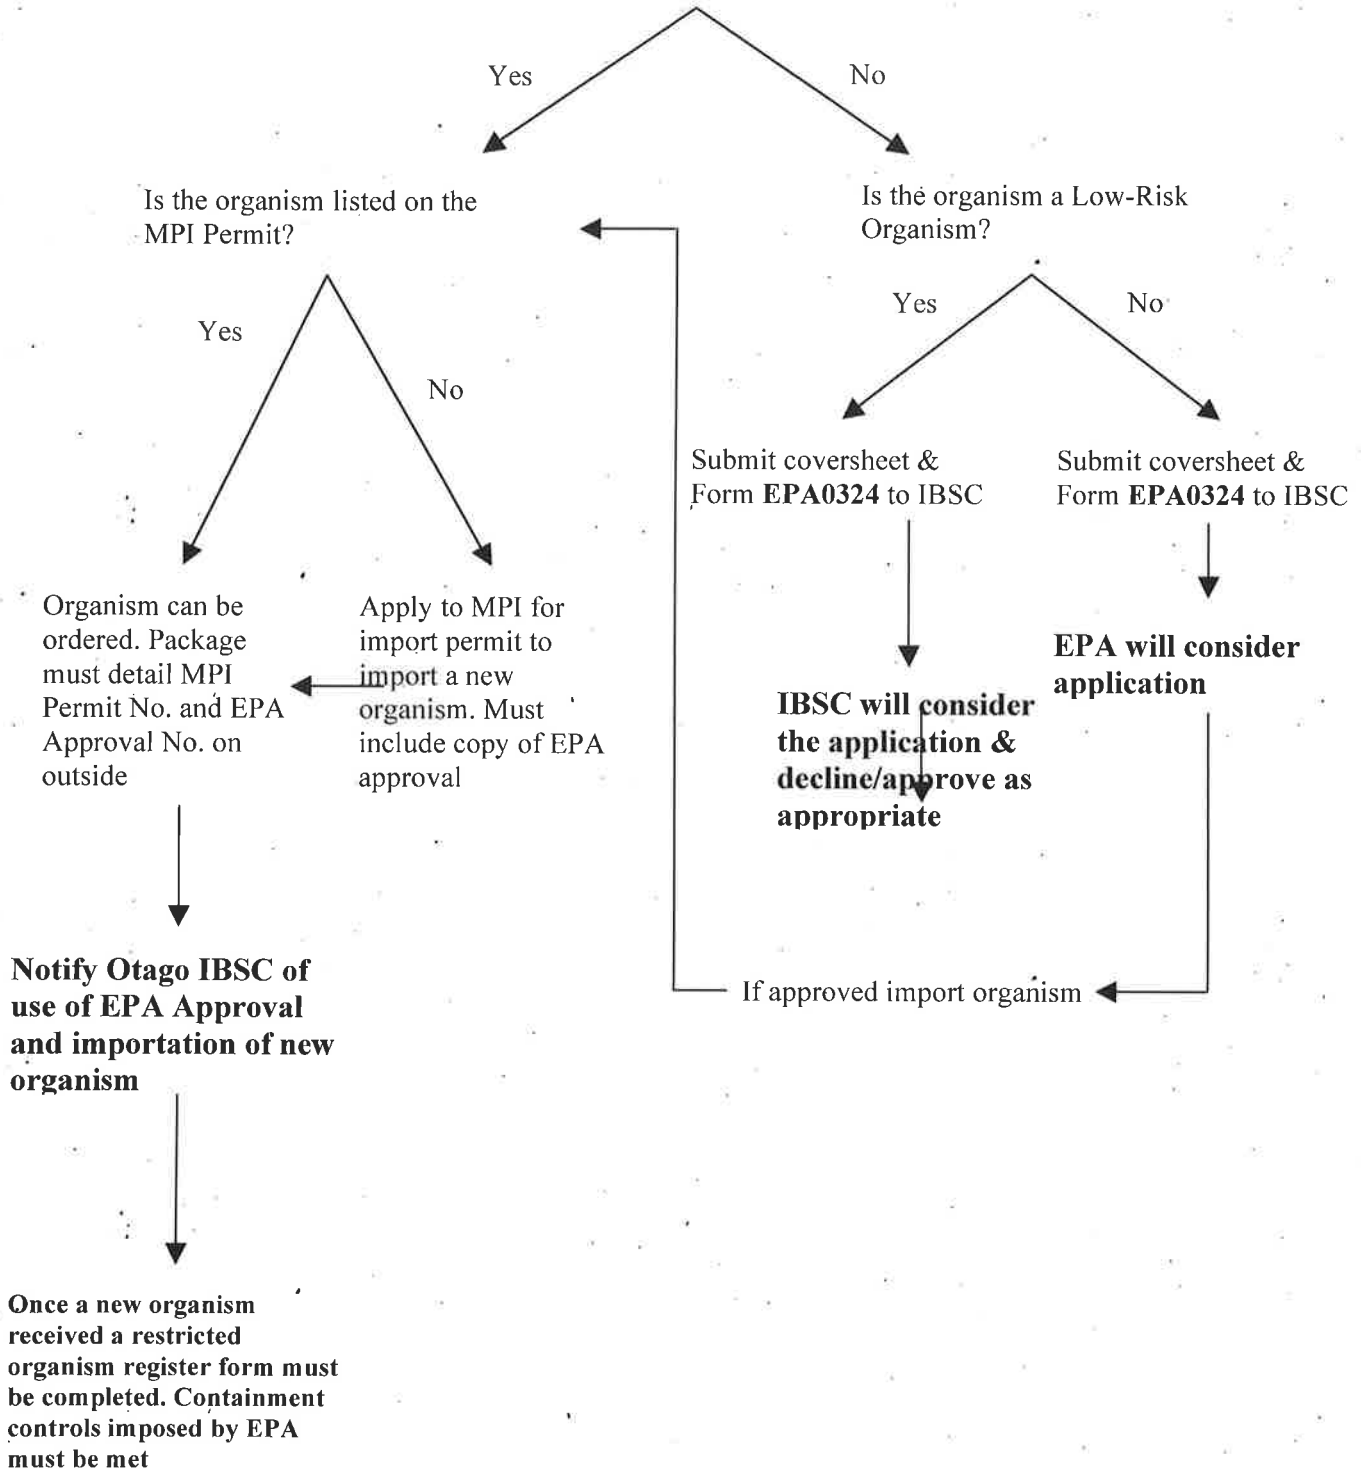 Yes
No
Is the organism listed on the
MPI Permit?
Is the organism a Low-Risk
Organism?
Yes
No
Yes
No
Submit coversheet &
Form EPA0324 to IBSC
Submit coversheet &
Form EPA0324 to IBSC
Organism can be
ordered. Package
must detail MPI
Permit No. and EPA
Approval No. on
outside
Apply to MPI for
import permit to
import a new
organism. Must
include copy of EPA
approval
IBSC will consider
the application &
decline/approve as
appropriate
EPA will consider
application
Notify Otago IBSC of
use of EPA Approval
and importation of new
organism
If approved import organism
Once a new organism
received a restricted
organism register form must
be completed. Containment
controls imposed by EPA
must be met